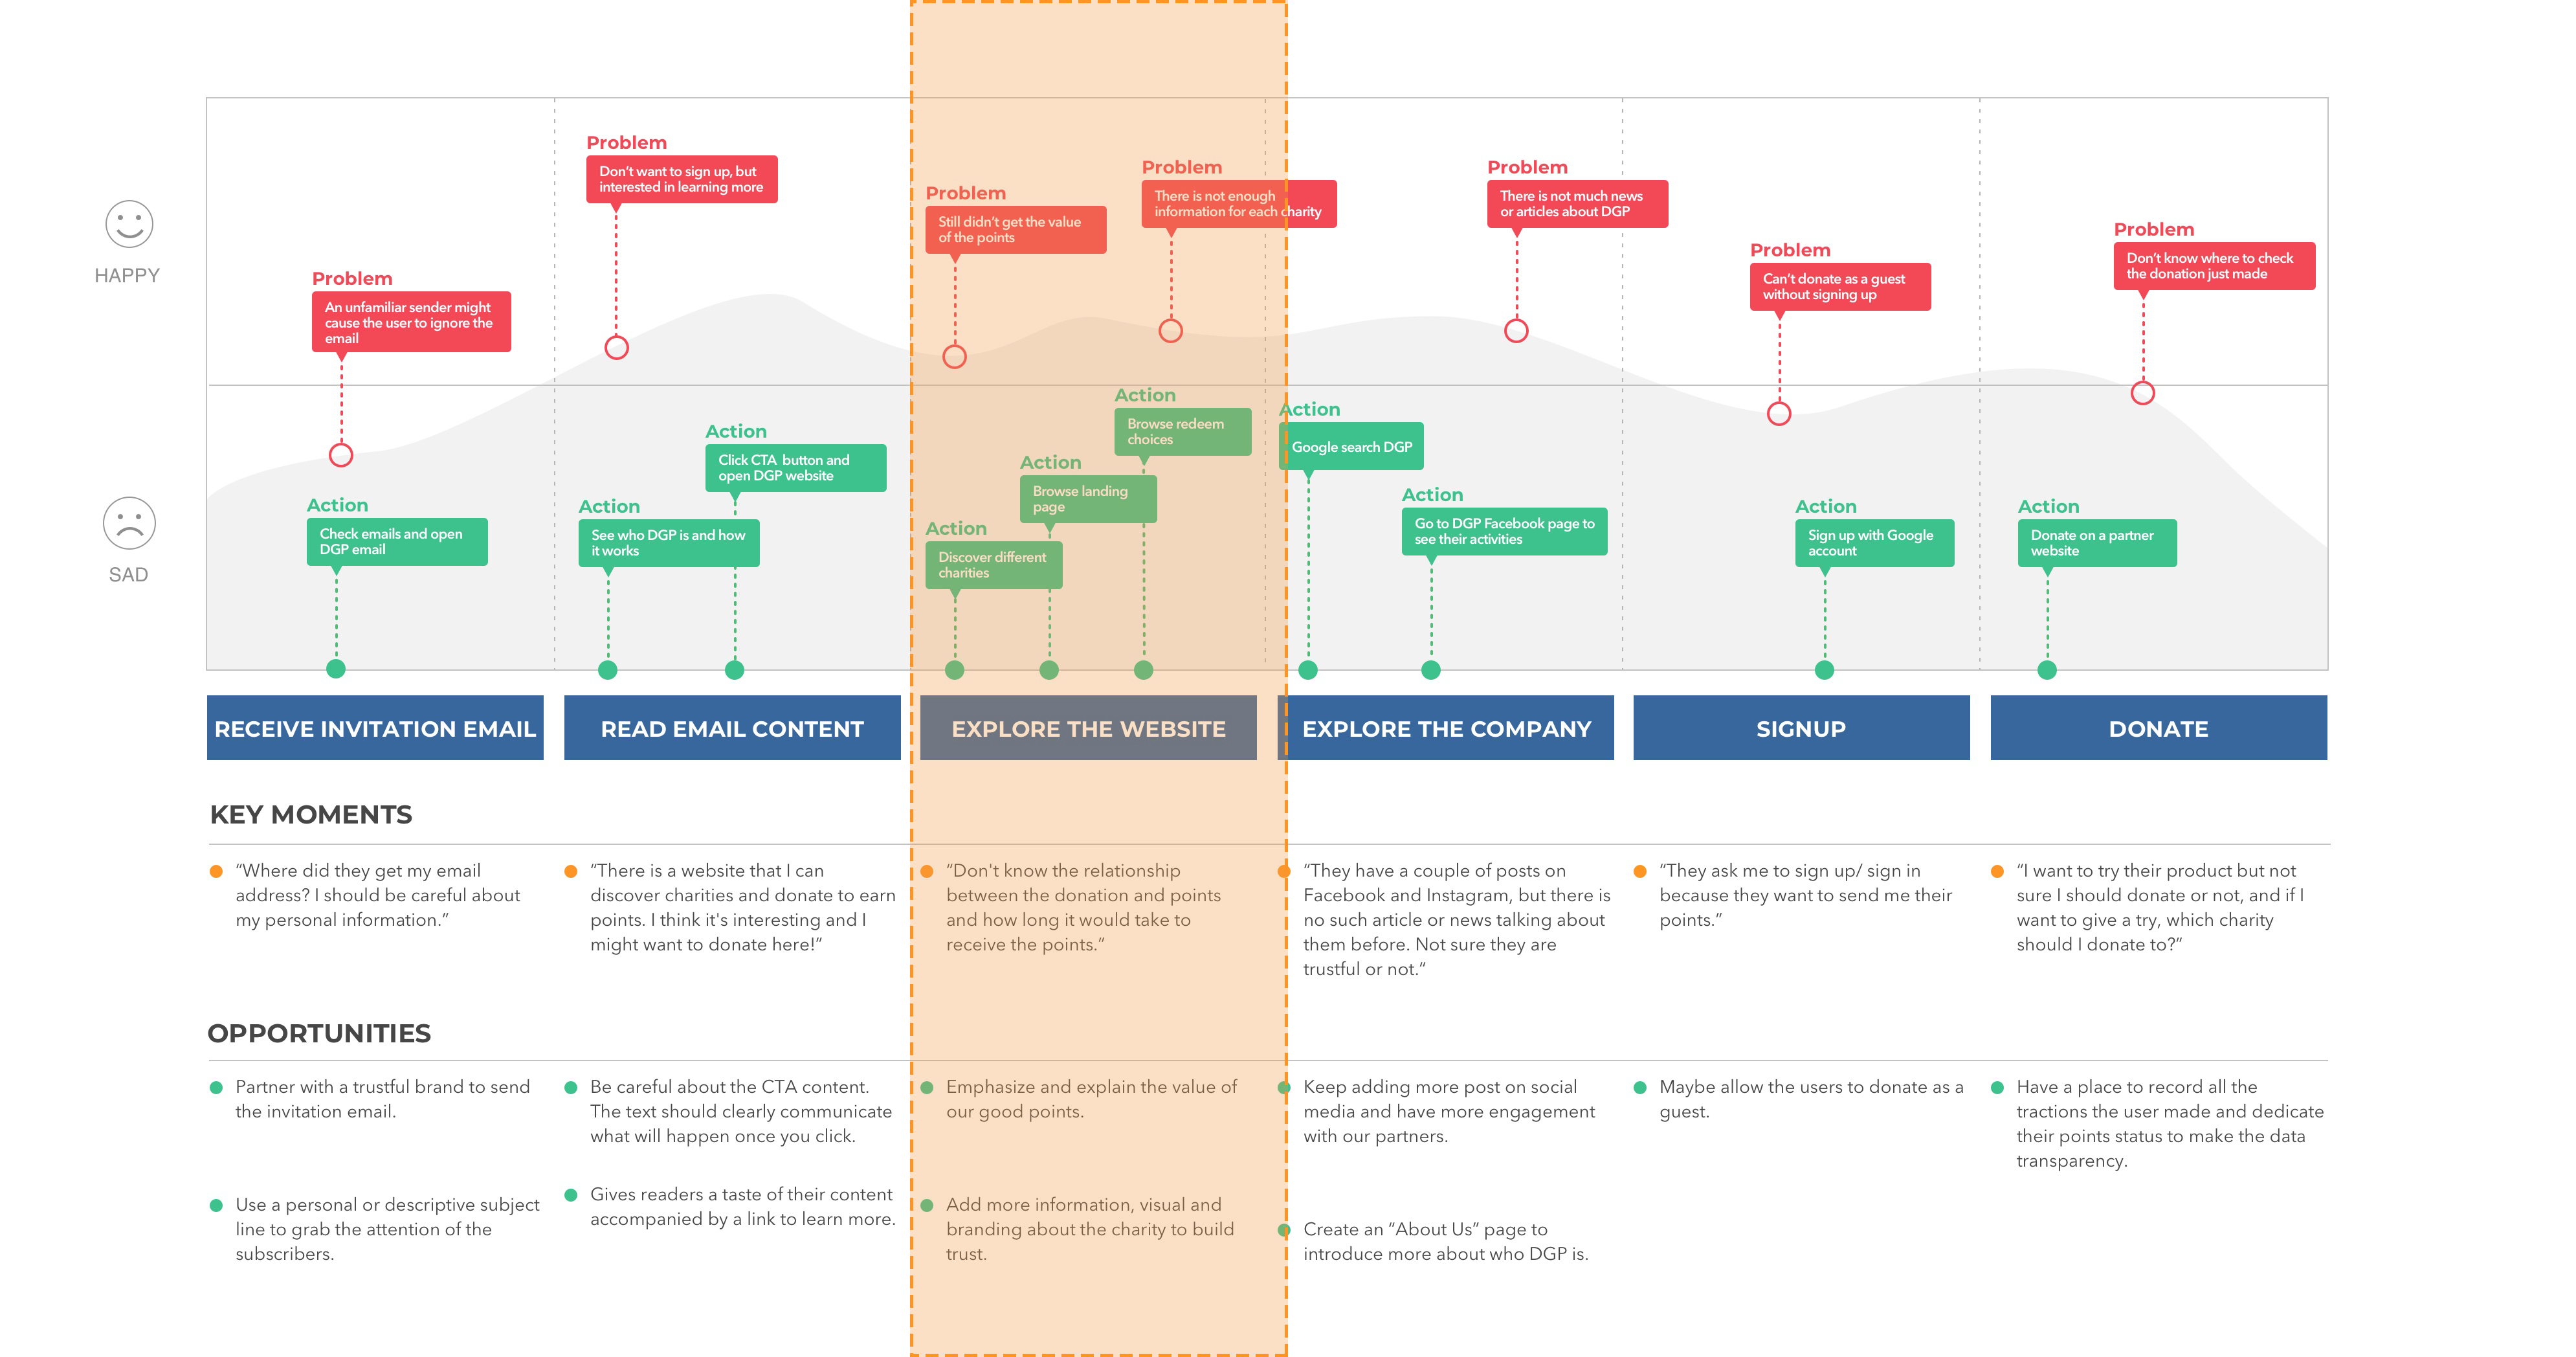 HAPPY
SAD
Problem
An unfamiliar sender might
cause the user to ignore the
email
Action
Check emails and open
DGP email
Problem
Don't want to sign up, but
interested in learning more
Action
See who DGP is and how
it works
Action
Click CTA button and
open DGP website
Problem
Still didn't get the value
of the points
Problem
There is not enough
information for each charity
Action
Discover different
charities
Action
Browse landing
page
Action
Browse redeem
choices
Problem
There is not much news
or articles about DGP
Action
Google search DGP
Action
Go to DGP Facebook page to
see their activities
Problem
Can't donate as a guest
without signing up
Action
Sign up with Google
account
Problem
Don't know where to check
the donation just made
Action
Donate on a partner
website
RECEIVE INVITATION EMAIL
READ EMAIL CONTENT
EXPLORE THE WEBSITE
EXPLORE THE COMPANY
SIGNUP
DONATE
KEY MOMENTS
“Where did they get my email
address? I should be careful about
my personal information.”
“There is a website that I can
discover charities and donate to earn
points. I think it's interesting and I
might want to donate here!”
“Don't know the relationship
between the donation and points
and how long it would take to
receive the points.”
“They have a couple of posts on
Facebook and Instagram, but there is
no such article or news talking about
them before. Not sure they are
trustful or not.“
“They ask me to sign up/ sign in
because they want to send me their
points.”
“I want to try their product but not
sure I should donate or not, and if I
want to give a try, which charity
should I donate to?”
OPPORTUNITIES
Partner with a trustful brand to send
the invitation email.
Use a personal or descriptive subject
line to grab the attention of the
subscribers.
Be careful about the CTA content.
The text should clearly communicate
what will happen once you click.
Gives readers a taste of their content
accompanied by a link to learn more.
Emphasize and explain the value of
our good points.
Add more information, visual and
branding about the charity to build
trust.
Keep adding more post on social
media and have more engagement
with our partners.
Create an “About Us” page to
introduce more about who DGP is.
Maybe allow the users to donate as a
guest.
Have a place to record all the
tractions the user made and dedicate
their points status to make the data
transparency.